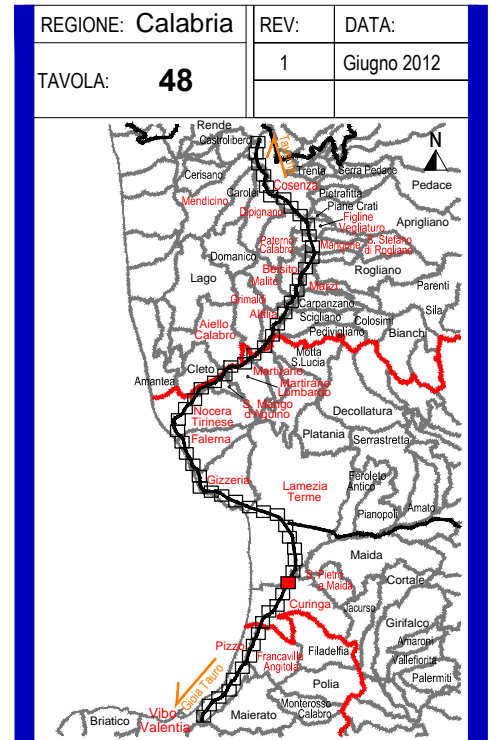 REGIONE: Calabria
REV:
DATA:
TAVOLA: 48
1
Giugno 2012
N
Rende
Castrolibero
Taranto
Cerisano
Trenta
Serra Pedace
Pedace
Cosenza
Carolei
Pietrafitta
Mendicino
Piane Crati
Dipignano
Figline
Vegliaturo
Aprigliano
Paterno
Calabro
Mangone
S. Stefano
di Rogliano
Domanico
Belsito
Rogliano
Lago
Malito
Marzi
Parenti
Grimaldi
Carpanzano
Altilia
Scigliano
Colosimi
Sila
Aiello
Calabro
Pedivigliano
Bianchi
Motta
S.Lucia
Cleto
Martirano
Amantea
Martirano
Lombardo
S. Mango
d'Aquino
Nocera
Tirinese
Decollatura
Falerna
Platania
Serrastretta
Gizzeria
Lamezia
Terme
Feroleto
Antico
Pianopoli
Amato
Maida
S. Pietro
a Maida
Cortale
Curinga
Jacurso
Girifalco
Pizzo
Amaroni
Francavilla
Angitola
Filadelfia
Vallefiorita
Gioia Tauro
Polia
Palermiti
Vibo
Valentia
Monterosso
Calabro
Briatico
Maierato